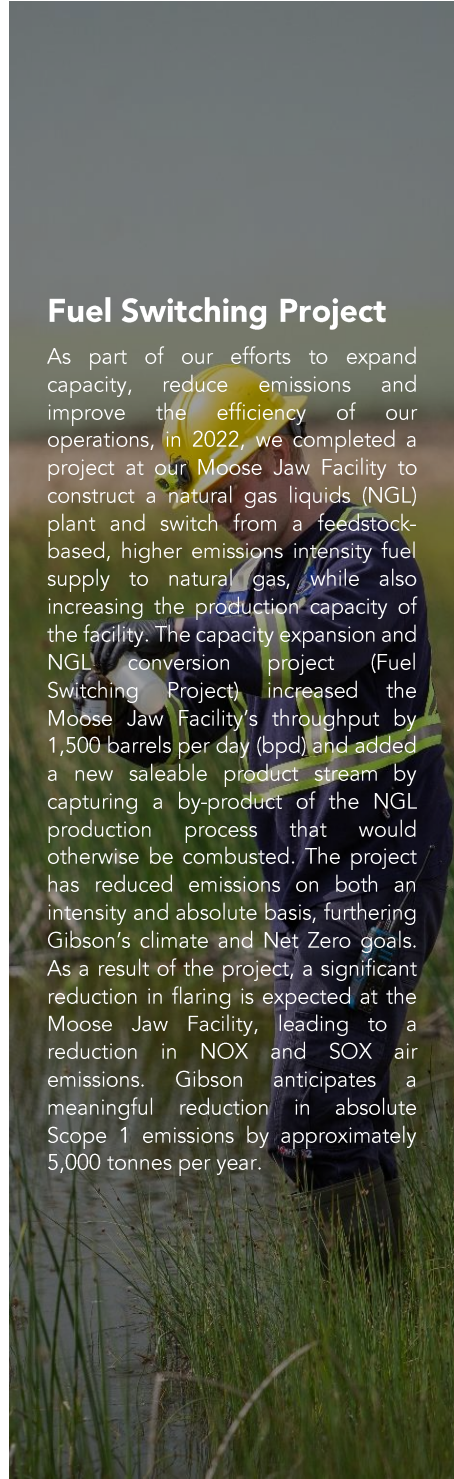 Fuel Switching Project
As part of our efforts to expand
capacity, reduce emissions and
improve the efficiency of our
operations, in 2022, we completed a
project at our Moose Jaw Facility to
construct a natural gas liquids (NGL)
plant and switch from a feedstock-
based, higher emissions intensity fuel
supply to natural gas, while also
increasing the production capacity of
the facility. The capacity expansion and
NGL conversion project (Fuel
Switching Project) increased the
Moose Jaw Facility's throughput by
1,500 barrels per day (bpd) and added
a new saleable product stream by
capturing a by-product of the NGL
production process that would
otherwise be combusted. The project
has reduced emissions on both an
intensity and absolute basis, furthering
Gibson's climate and Net Zero goals.
As a result of the project, a significant
reduction in flaring is expected at the
Moose Jaw Facility, leading to a
reduction in NOX and SOX air
emissions. Gibson anticipates a
meaningful reduction in absolute
Scope 1 emissions by approximately
5,000 tonnes per year.